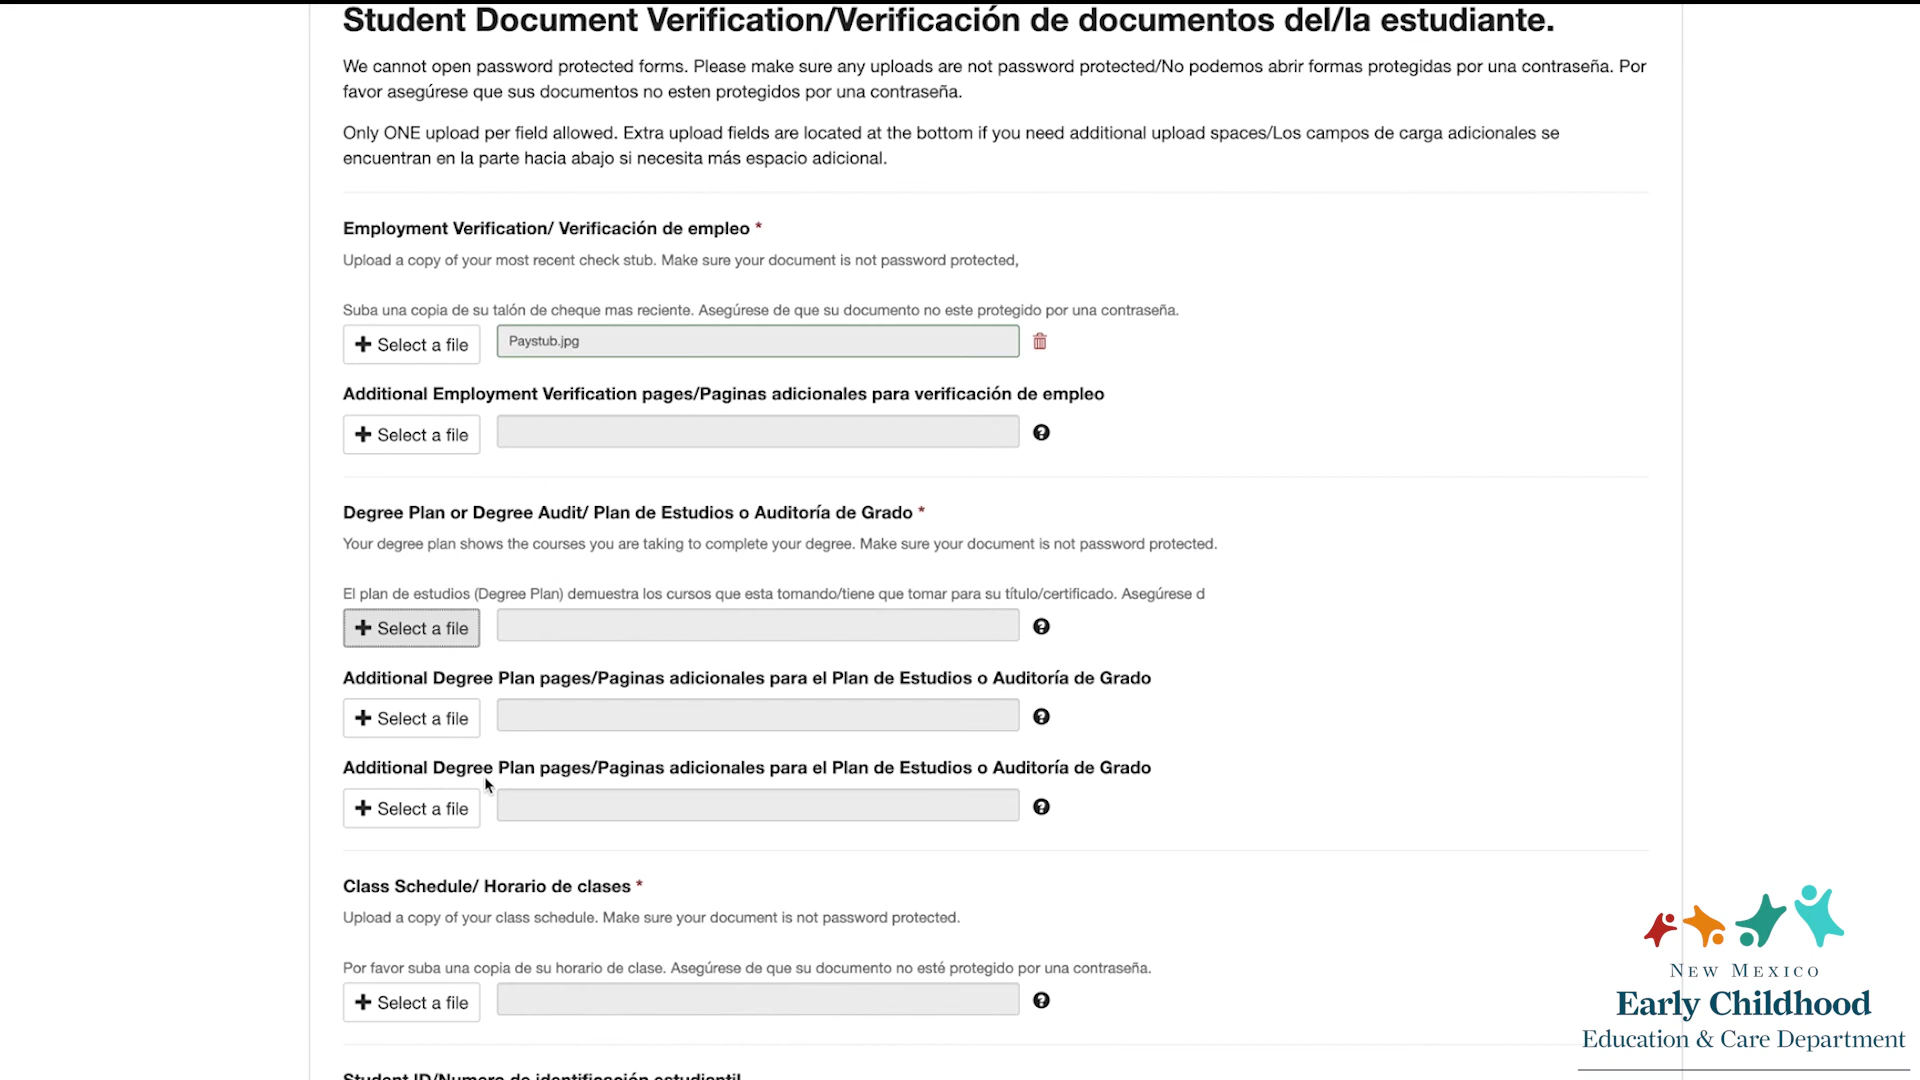 Student Document Verification/Verificación de documentos del/la estudiante.
We cannot open password protected forms. Please make sure any uploads are not password protected/No podemos abrir formas protegidas por una contraseña. Por
favor asegúrese que sus documentos no esten protegidos por una contraseña.
Only ONE upload per field allowed. Extra upload fields are located at the bottom if you need additional upload spaces/Los campos de carga adicionales se
encuentran en la parte hacia abajo si necesita más espacio adicional.
Employment Verification/ Verificación de empleo *
Upload a copy of your most recent check stub. Make sure your document is not password protected,
Suba una copia de su talón de cheque mas reciente. Asegúrese de que su documento no este protegido por una contraseña.
Select a file Paystub.jpg
Additional Employment Verification pages/Paginas adicionales para verificación de empleo
Select a file
Degree Plan or Degree Audit/ Plan de Estudios o Auditoría de Grado *
Your degree plan shows the courses you are taking to complete your degree. Make sure your document is not password protected.
El plan de estudios (Degree Plan) demuestra los cursos que esta tomando/tiene que tomar para su título/certificado. Asegúrese d
Select a file
Additional Degree Plan pages/Paginas adicionales para el Plan de Estudios o Auditoría de Grado
Select a file
Additional Degree Plan pages/Paginas adicionales para el Plan de Estudios o Auditoría de Grado
Select a file
Class Schedule/ Horario de clases *
Upload a copy of your class schedule. Make sure your document is not password protected.
Por favor suba una copia de su horario de clase. Asegúrese de que su documento no esté protegido por una contraseña.
Select a file
Student ID/Numero de identificación estudiantil
New Mexico
Early Childhood
Education & Care Department